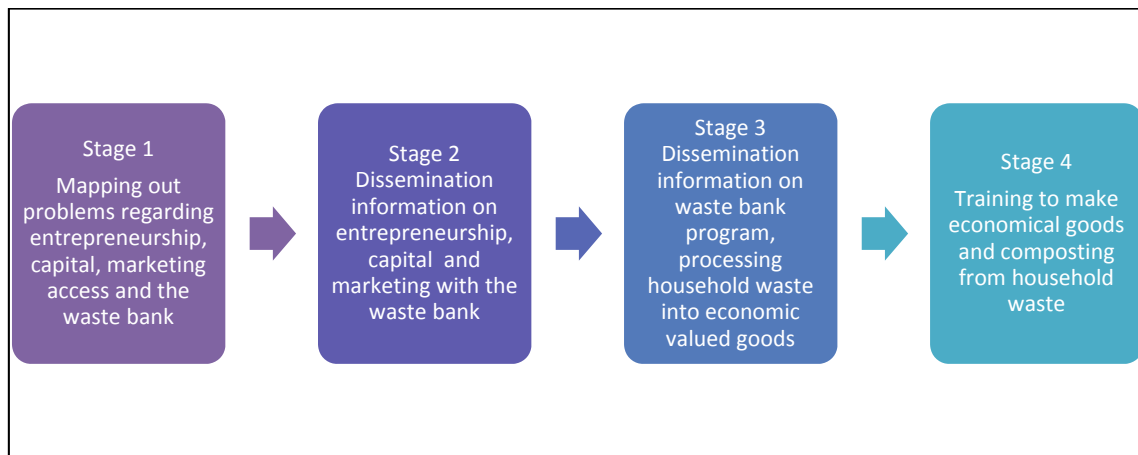 Stage 1
Mapping out
problems regarding
entrepreneurship,
capital, marketing
access and the
waste bank
Stage 2
Dissemination
information on
entrepreneurship,
capital and
marketing with the
waste bank
Stage 3
Dissemination
information on
waste bank
program,
processing
household waste
into economic
valued goods
Stage 4
Training to make
economical goods
and composting
from household
waste